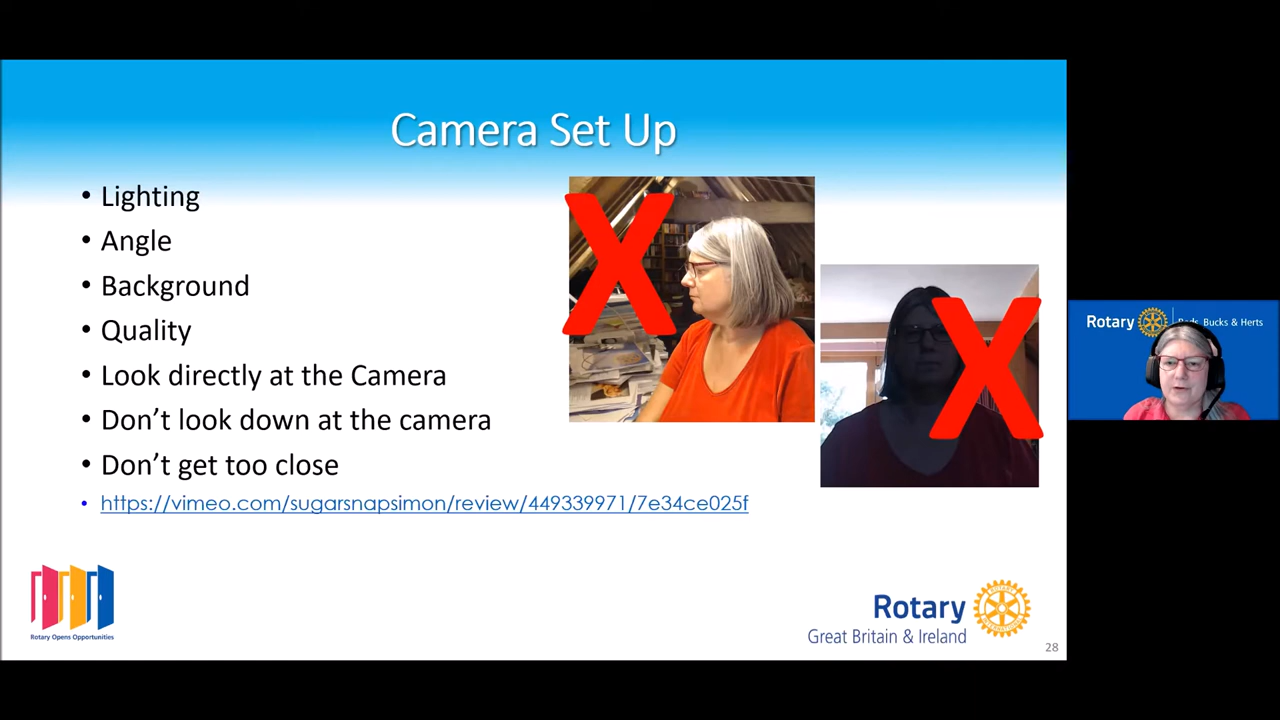 Camera Set Up
• Lighting
• Angle
• Background
• Quality
• Look directly at the Camera
• Don’t look down at the camera
• Don’t get too close
• https://vimeo.com/sugarsnapsimon/review/449339971/7e34ce025f
X
X
Rotary Opens Opportunities
Rotary
Great Britain & Ireland
28
Rotary
Bucks & Herts